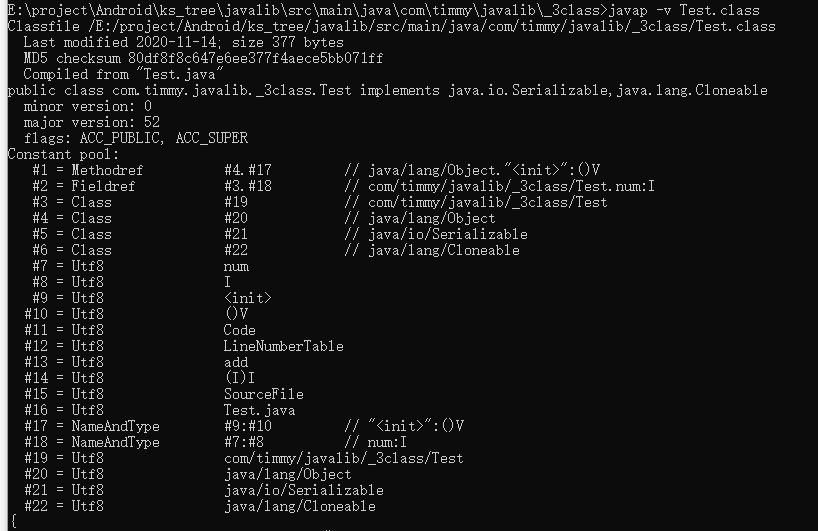 E:\project\Android\ks_tree\javalib\src\main\java\com\timmy\javalib\_3class>javap -v Test.class
Classfile /E:/project/Android/ks_tree/javalib/src/main/java/com/timmy/javalib/_3class/Test.class
  Last modified 2020-11-14; size 377 bytes
  MD5 checksum 80df8f8c647e6ee377f4aece5bb071ff
  Compiled from "Test.java"
public class com.timmy.javalib._3class.Test implements java.io.Serializable,java.lang.Cloneable
  minor version: 0
  major version: 52
  flags: ACC_PUBLIC, ACC_SUPER
Constant pool:
   #1 = Methodref          #4.#17         // java/lang/Object."<init>":()V
   #2 = Fieldref           #3.#18         // com/timmy/javalib/_3class/Test.num:I
   #3 = Class              #19            // com/timmy/javalib/_3class/Test
   #4 = Class              #20            // java/lang/Object
   #5 = Class              #21            // java/io/Serializable
   #6 = Class              #22            // java/lang/Cloneable
   #7 = Utf8               num
   #8 = Utf8               I
   #9 = Utf8               <init>
  #10 = Utf8               ()V
  #11 = Utf8               Code
  #12 = Utf8               LineNumberTable
  #13 = Utf8               add
  #14 = Utf8               (I)I
  #15 = Utf8               SourceFile
  #16 = Utf8               Test.java
  #17 = NameAndType        #9:#10         // "<init>":()V
  #18 = NameAndType        #7:#8          // num:I
  #19 = Utf8               com/timmy/javalib/_3class/Test
  #20 = Utf8               java/lang/Object
  #21 = Utf8               java/io/Serializable
  #22 = Utf8               java/lang/Cloneable
{